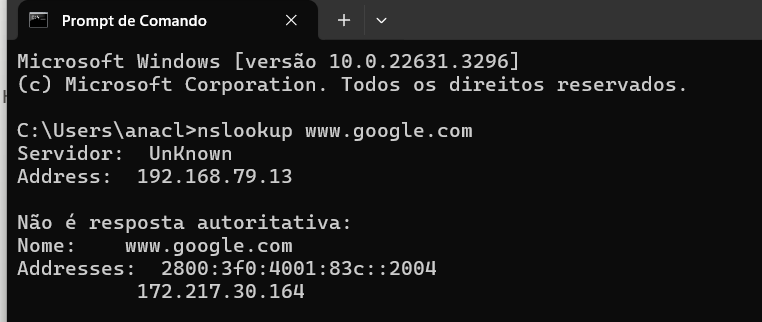 Prompt de Comando
Microsoft Windows [versão 10.0.22631.3296]
(c) Microsoft Corporation. Todos os direitos reservados.
C:\Users\anacl>nslookup www.google.com
Servidor:  UnKnown
Address:  192.168.79.13
Não é resposta autoritativa:
Nome:    www.google.com
Addresses:  2800:3f0:4001:83c::2004
          172.217.30.164